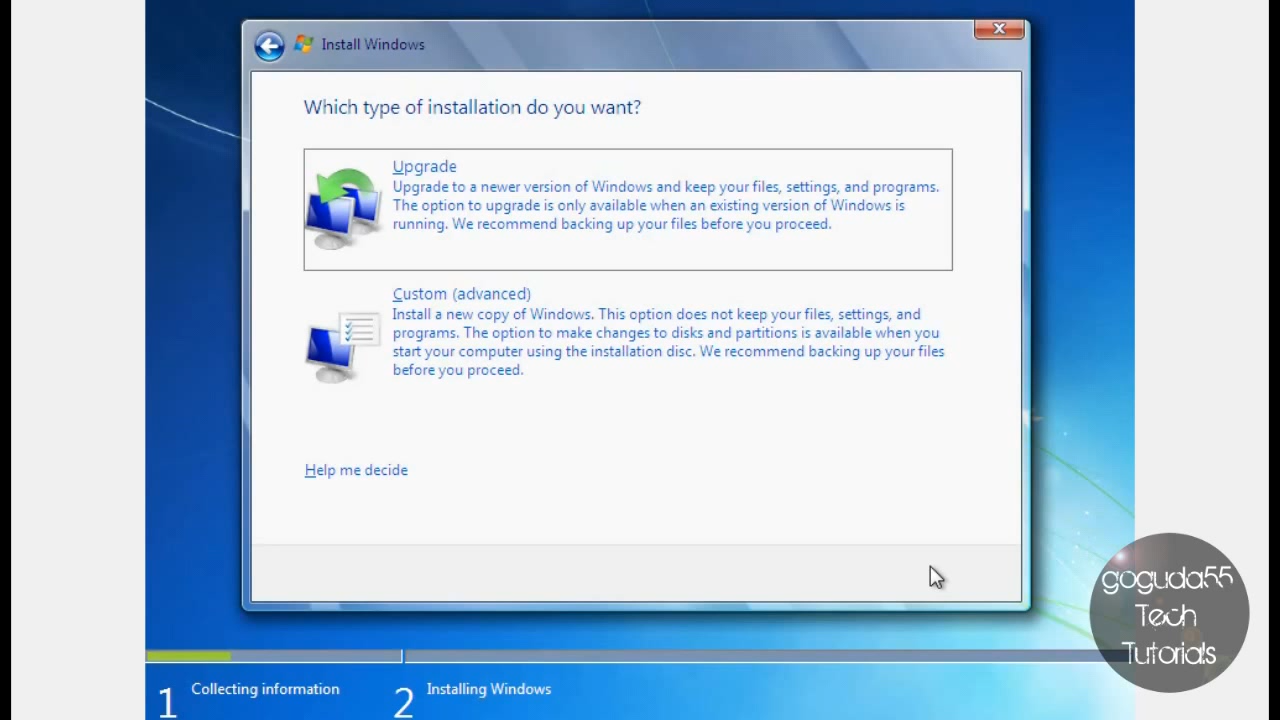 Install Windows
Which type of installation do you want?
Upgrade
Upgrade to a newer version of Windows and keep your files, settings, and programs.
The option to upgrade is only available when an existing version of Windows is
running. We recommend backing up your files before you proceed.
Custom (advanced)
Install a new copy of Windows. This option does not keep your files, settings, and
programs. The option to make changes to disks and partitions is available when you
start your computer using the installation disc. We recommend backing up your files
before you proceed.
Help me decide
goguda55
Tech
Tutorials
1 Collecting information
2 Installing Windows